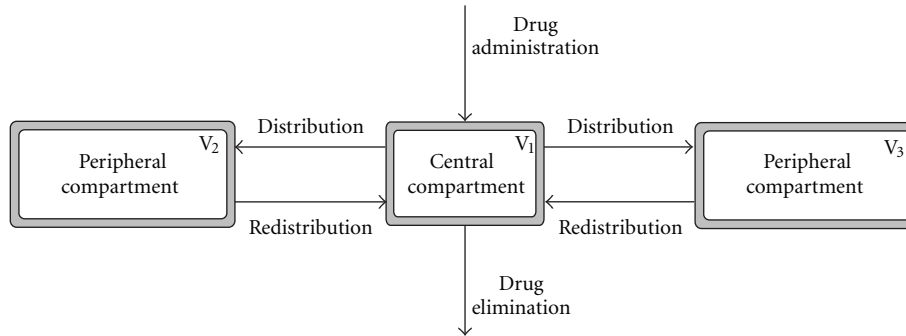 Drug
administration
Distribution
Distribution
V2
Peripheral
compartment
V1
Central
compartment
V3
Peripheral
compartment
Redistribution
Redistribution
Drug
elimination